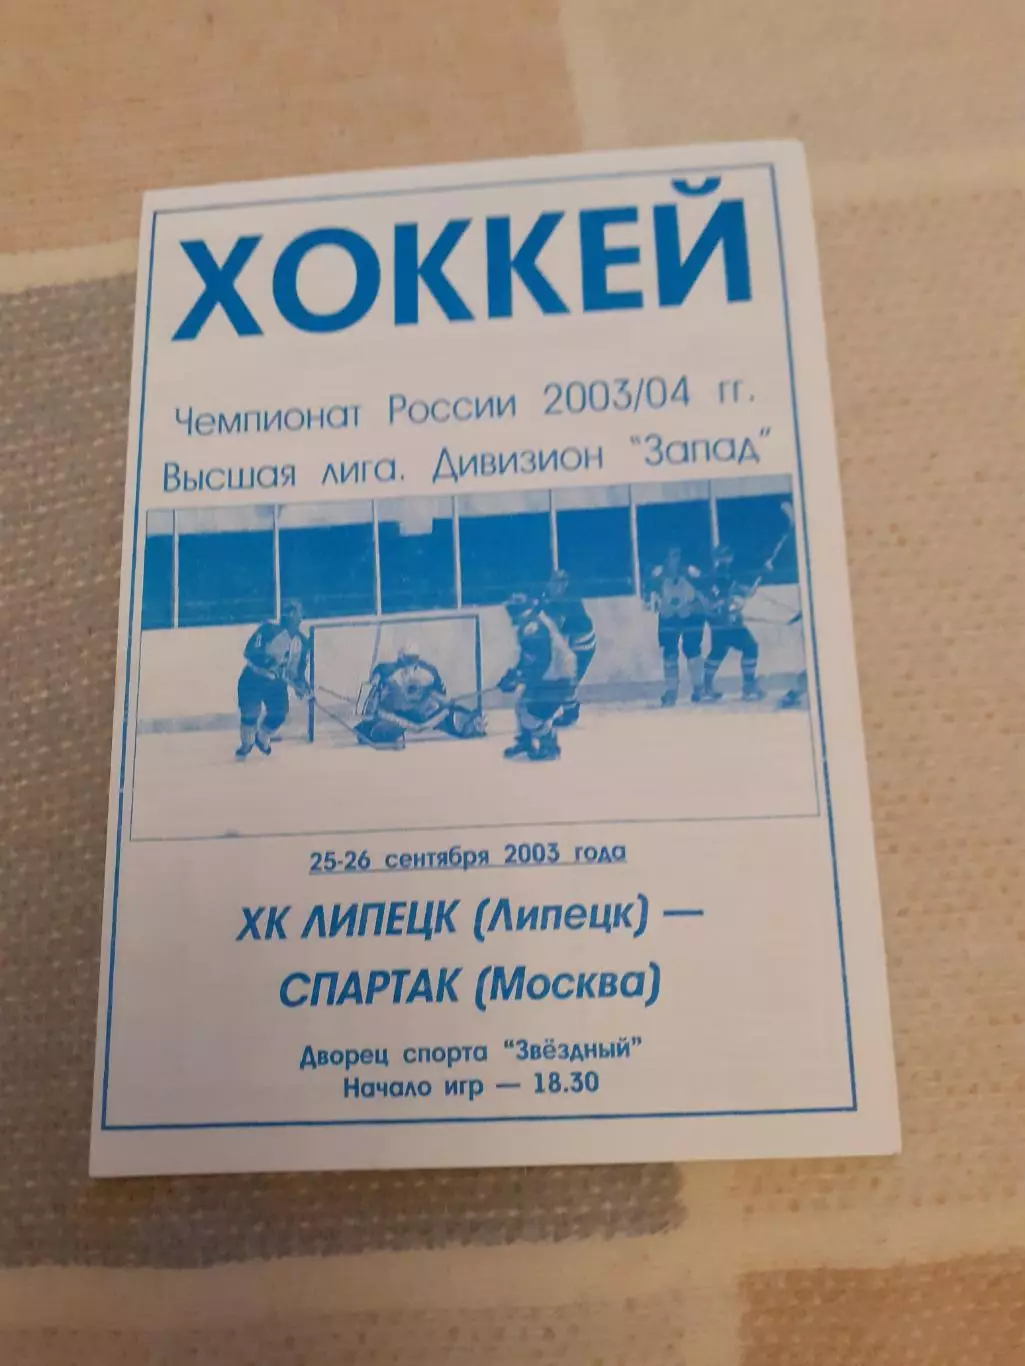 ХОККЕЙ
Чемпионат России 2003/04 гг.
Высшая лига. Дивизион "Запад"
25-26 сентября 2003 года
ХК ЛИПЕЦК (Липецк) —
СПАРТАК (Москва)
Дворец спорта "Звёздный"
Начало игр — 18.30